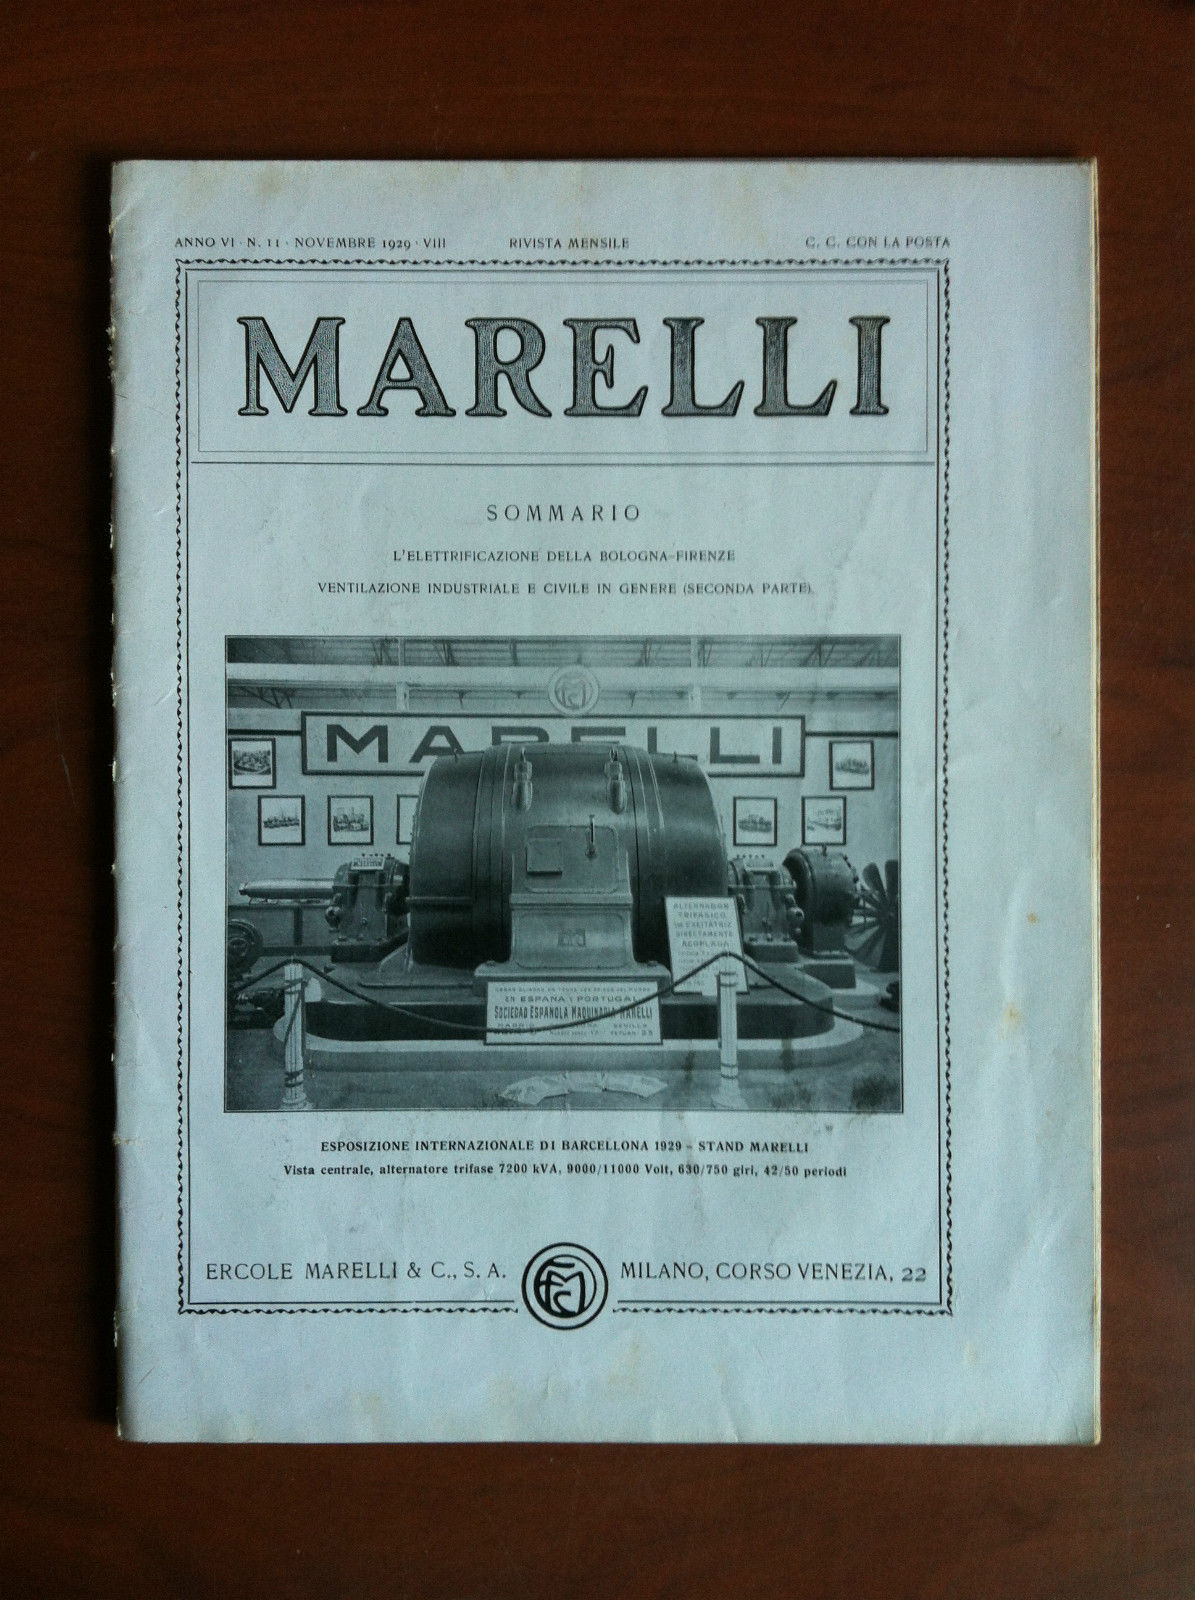 ANNO VI · N. 11 · NOVEMBRE 1929 · VIII RIVISTA MENSILE C. C. CON LA POSTA
MARELLI
SOMMARIO
L'ELETTRIFICAZIONE DELLA BOLOGNA-FIRENZE
VENTILAZIONE INDUSTRIALE E CIVILE IN GENERE (SECONDA PARTE).
MARELLI
ALTERNADOR
TRIFASICO
DIRECTAMENTE
EN ESPAÑA Y PORTUGAL
SOCIEDAD ESPAÑOLA MAQUINARIA MARELLI
ESPOSIZIONE INTERNAZIONALE DI BARCELLONA 1929 - STAND MARELLI
Vista centrale, alternatore trifase 7200 kVA, 9000/11000 Volt, 630/750 giri, 42/50 periodi
ERCOLE MARELLI & C., S. A. MILANO, CORSO VENEZIA, 22